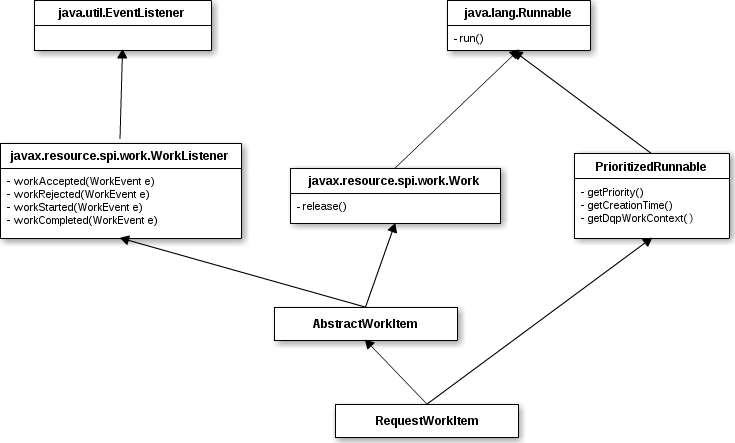 java.util.EventListener
java.lang.Runnable
- run()
javax.resource.spi.work.WorkListener
- workAccepted(WorkEvent e)
- workRejected(WorkEvent e)
- workStarted(WorkEvent e)
- workCompleted(WorkEvent e)
javax.resource.spi.work.Work
- release()
PrioritizedRunnable
- getPriority()
- getCreationTime()
- getDqpWorkContext( )
AbstractWorkItem
RequestWorkItem